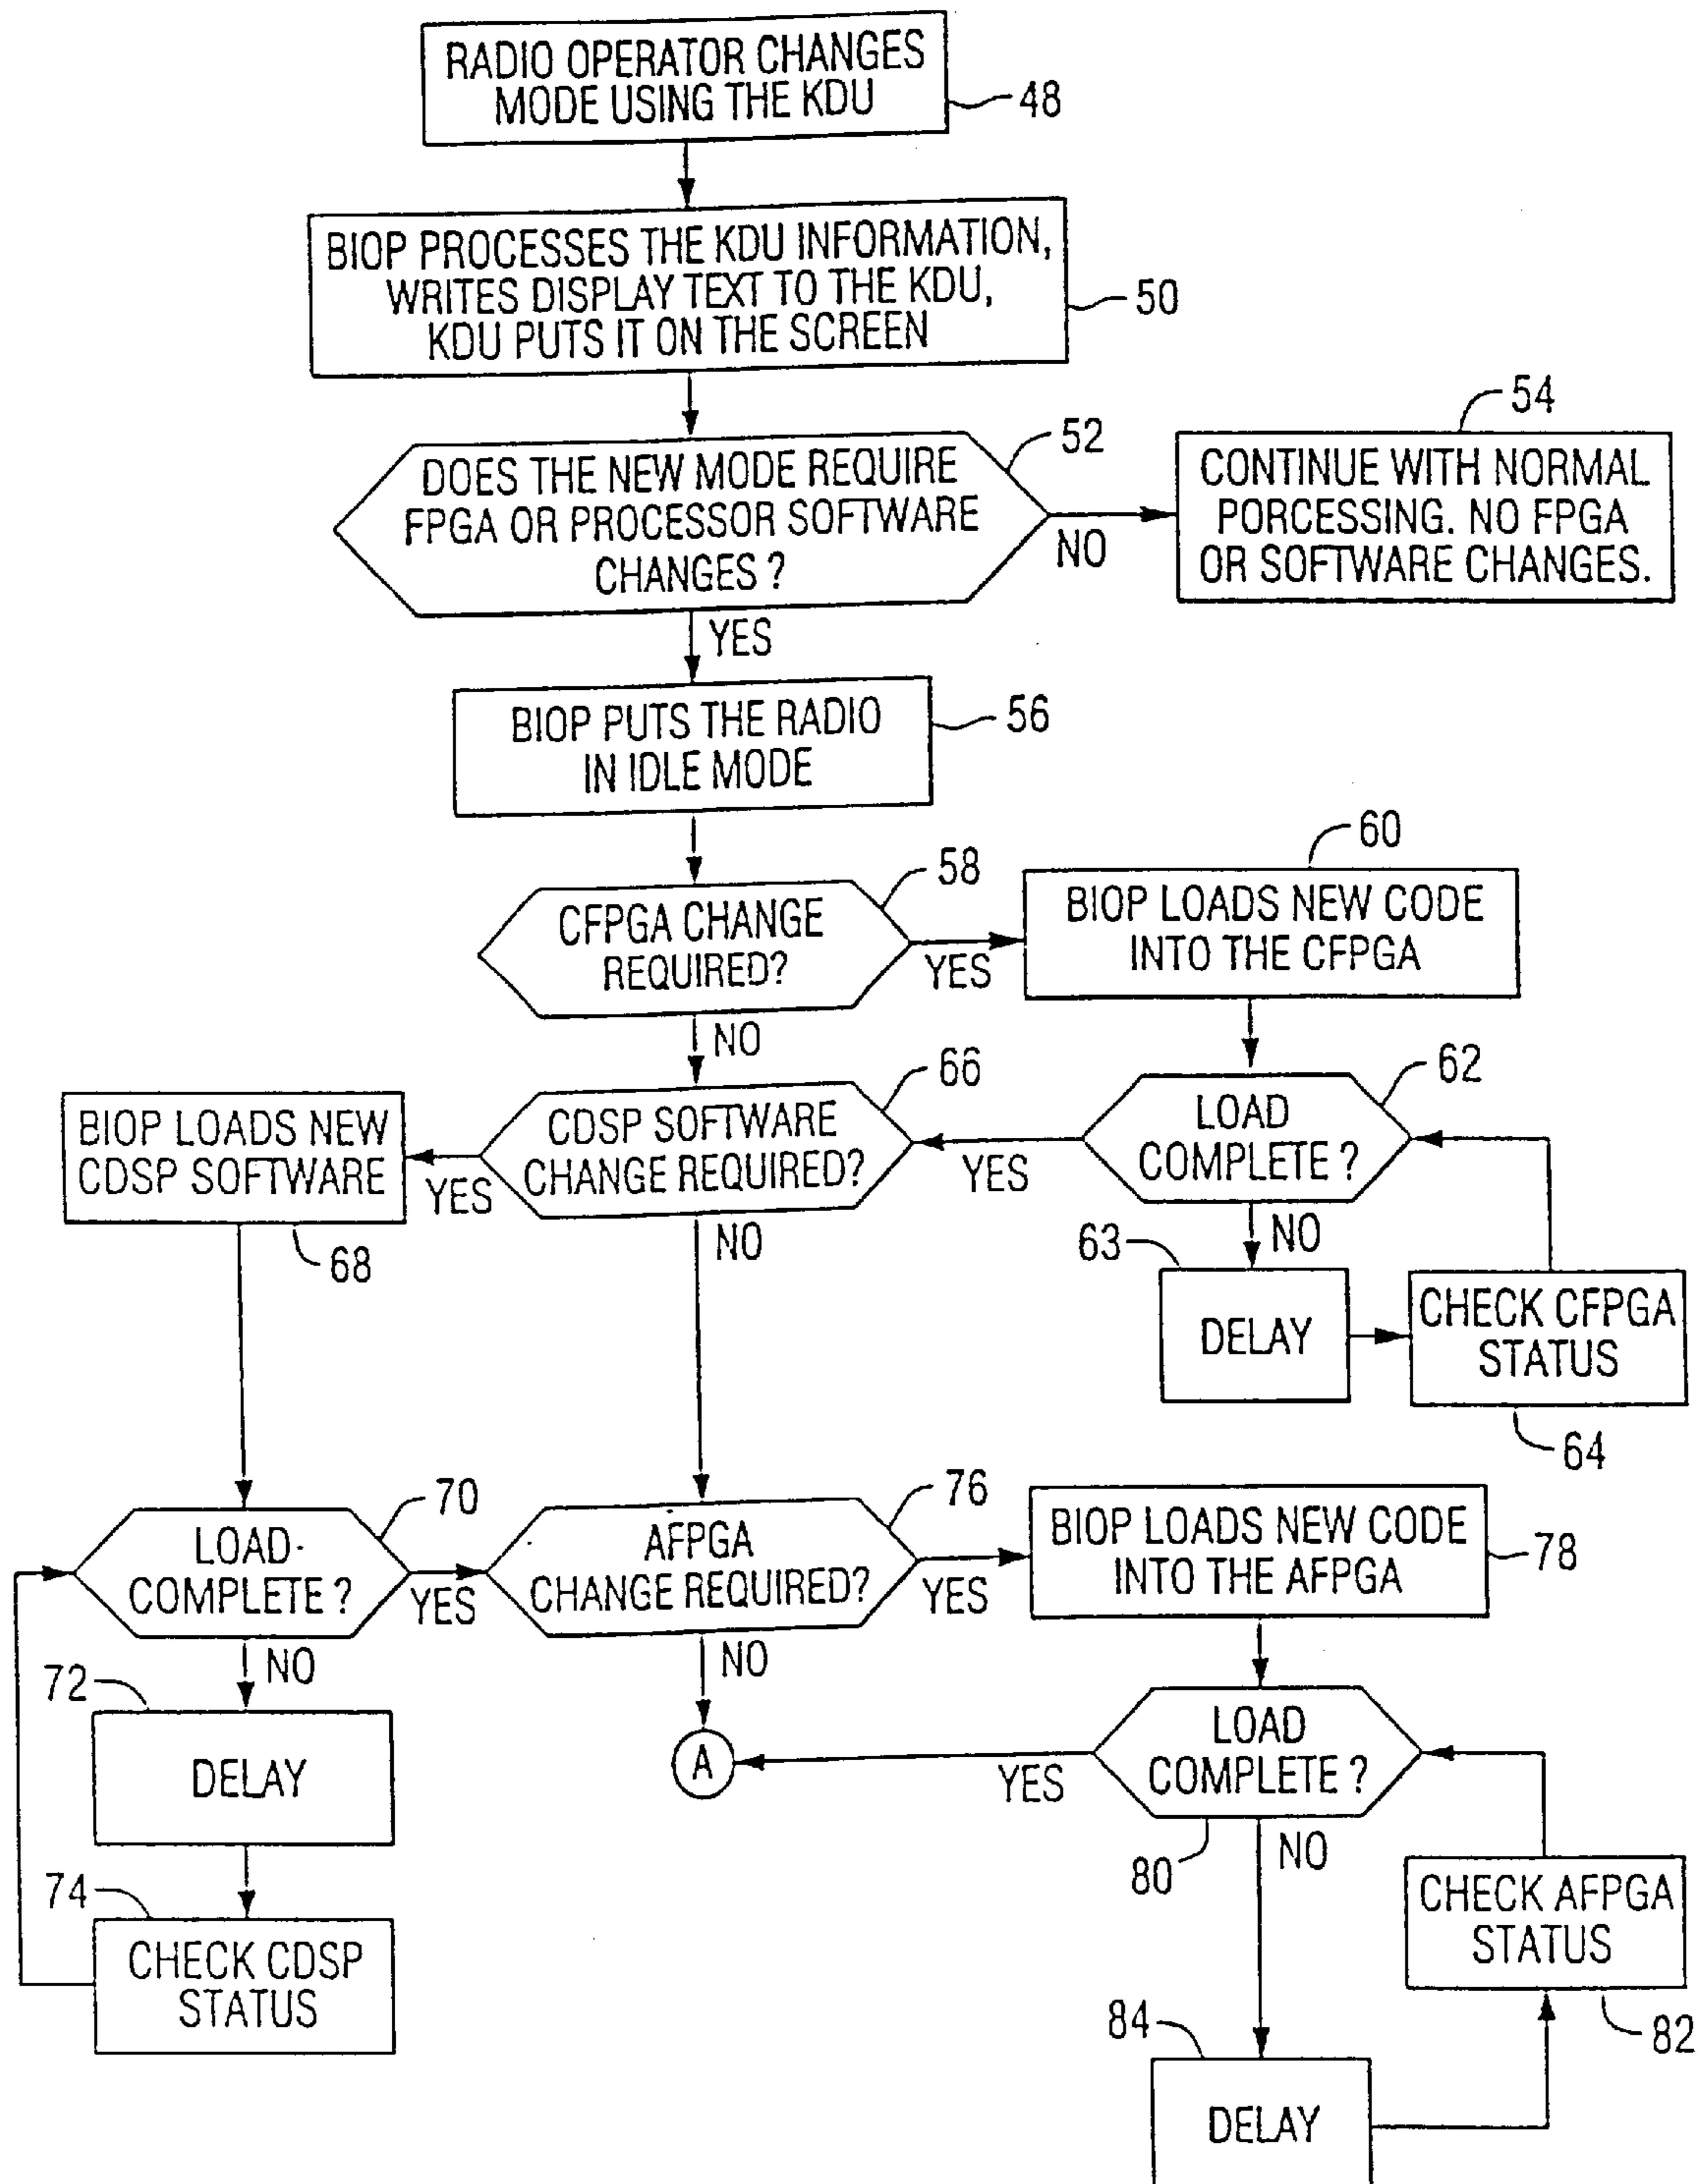 RADIO OPERATOR CHANGES
MODE USING THE KDU
48
BIOP PROCESSES THE KDU INFORMATION,
WRITES DISPLAY TEXT TO THE KDU,
KDU PUTS IT ON THE SCREEN
50
DOES THE NEW MODE REQUIRE
FPGA OR PROCESSOR SOFTWARE
CHANGES ?
52
NO
54
CONTINUE WITH NORMAL
PORCESSING. NO FPGA
OR SOFTWARE CHANGES.
YES
BIOP PUTS THE RADIO
IN IDLE MODE
56
CFPGA CHANGE
REQUIRED?
58
YES
60
BIOP LOADS NEW CODE
INTO THE CFPGA
NO
CDSP SOFTWARE
CHANGE REQUIRED?
66
YES
LOAD
COMPLETE ?
62
BIOP LOADS NEW
CDSP SOFTWARE
YES
68
NO
NO
63
DELAY
CHECK CFPGA
STATUS
64
LOAD
COMPLETE ?
70
YES
AFPGA
CHANGE REQUIRED?
76
YES
BIOP LOADS NEW CODE
INTO THE AFPGA
78
NO
72
DELAY
74
CHECK CDSP
STATUS
NO
A
YES
LOAD
COMPLETE ?
80
NO
CHECK AFPGA
STATUS
82
84
DELAY